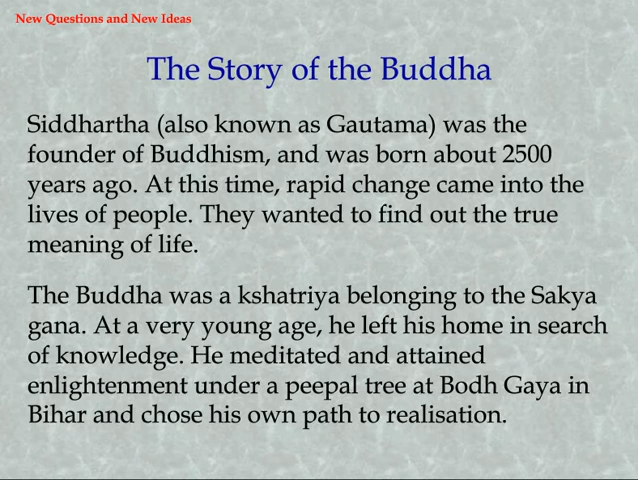 New Questions and New Ideas
The Story of the Buddha
Siddhartha (also known as Gautama) was the
founder of Buddhism, and was born about 2500
years ago. At this time, rapid change came into the
lives of people. They wanted to find out the true
meaning of life.
The Buddha was a kshatriya belonging to the Sakya
gana. At a very young age, he left his home in search
of knowledge. He meditated and attained
enlightenment under a peepal tree at Bodh Gaya in
Bihar and chose his own path to realisation.